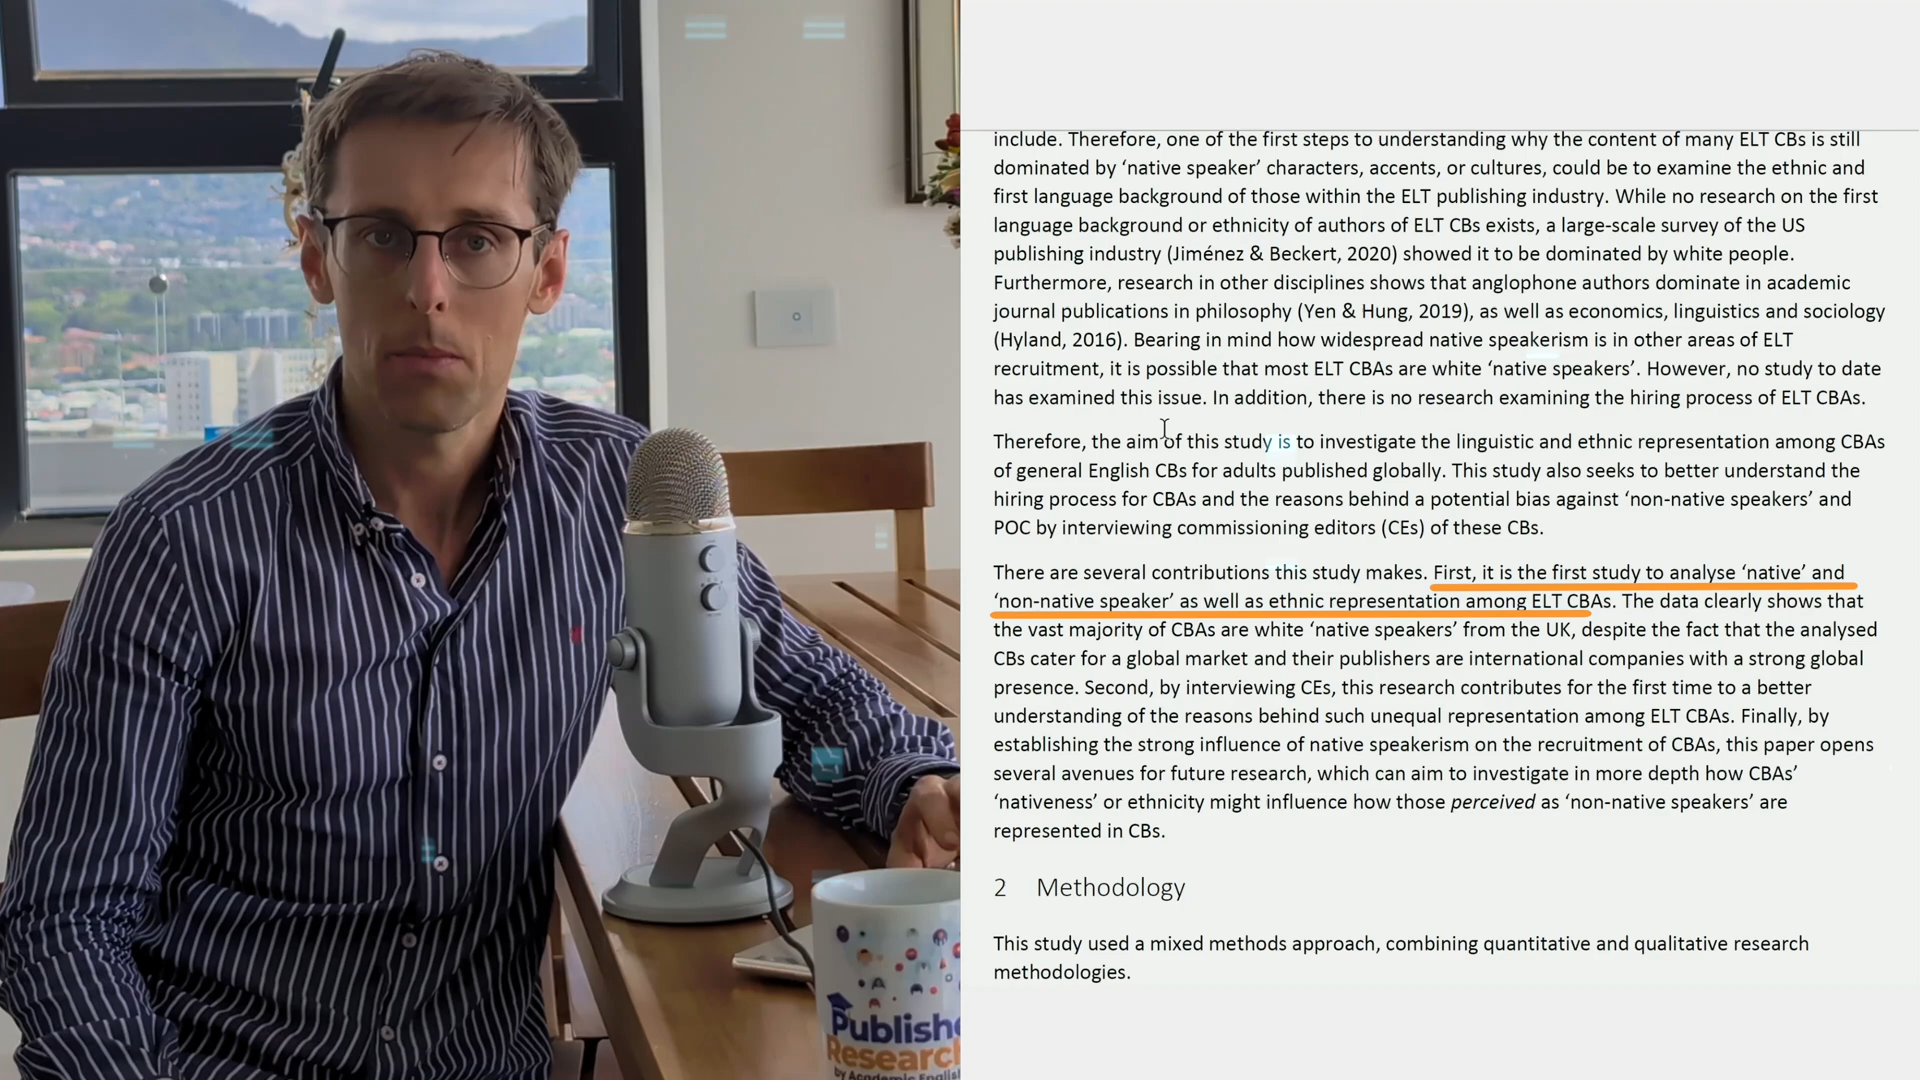 include. Therefore, one of the first steps to understanding why the content of many ELT CBs is still
dominated by ‘native speaker’ characters, accents, or cultures, could be to examine the ethnic and
first language background of those within the ELT publishing industry. While no research on the first
language background or ethnicity of authors of ELT CBs exists, a large-scale survey of the US
publishing industry (Jiménez & Beckert, 2020) showed it to be dominated by white people.
Furthermore, research in other disciplines shows that anglophone authors dominate in academic
journal publications in philosophy (Yen & Hung, 2019), as well as economics, linguistics and sociology
(Hyland, 2016). Bearing in mind how widespread native speakerism is in other areas of ELT
recruitment, it is possible that most ELT CBAs are white ‘native speakers’. However, no study to date
has examined this issue. In addition, there is no research examining the hiring process of ELT CBAs.
Therefore, the aim of this study is to investigate the linguistic and ethnic representation among CBAs
of general English CBs for adults published globally. This study also seeks to better understand the
hiring process for CBAs and the reasons behind a potential bias against ‘non-native speakers’ and
POC by interviewing commissioning editors (CEs) of these CBs.
There are several contributions this study makes. First, it is the first study to analyse ‘native’ and
‘non-native speaker’ as well as ethnic representation among ELT CBAs. The data clearly shows that
the vast majority of CBAs are white ‘native speakers’ from the UK, despite the fact that the analysed
CBs cater for a global market and their publishers are international companies with a strong global
presence. Second, by interviewing CEs, this research contributes for the first time to a better
understanding of the reasons behind such unequal representation among ELT CBAs. Finally, by
establishing the strong influence of native speakerism on the recruitment of CBAs, this paper opens
several avenues for future research, which can aim to investigate in more depth how CBAs’
‘nativeness’ or ethnicity might influence how those perceived as ‘non-native speakers’ are
represented in CBs.
2 Methodology
This study used a mixed methods approach, combining quantitative and qualitative research
methodologies.
Publishe
Research
by Academic English